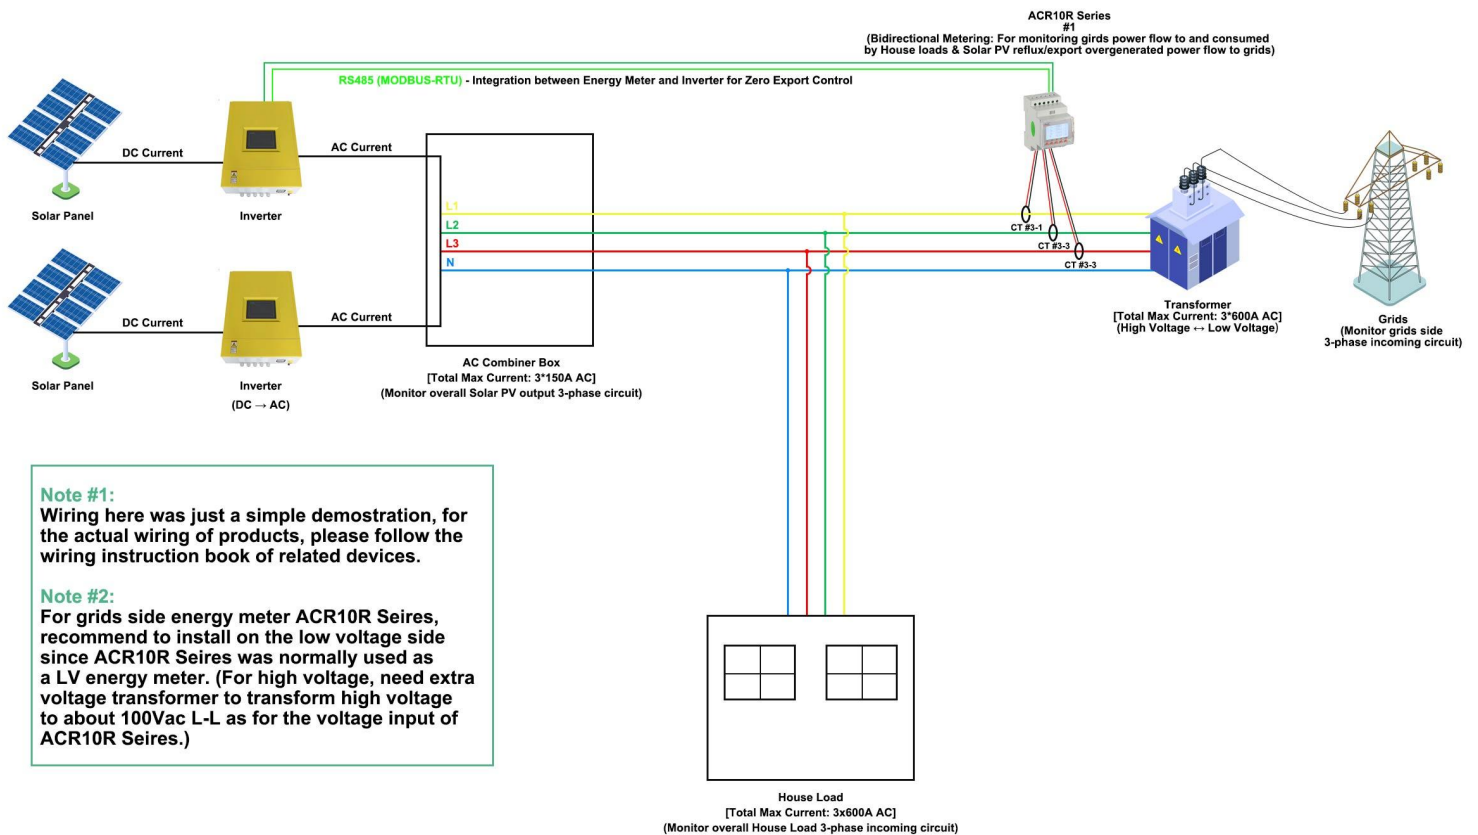 ACR10R Series
#1
(Bidirectional Metering: For monitoring girds power flow to and consumed
by House loads & Solar PV reflux/export overgenerated power flow to grids)
RS485 (MODBUS-RTU) - Integration between Energy Meter and Inverter for Zero Export Control
DC Current
AC Current
Solar Panel
Inverter
L1
L2
L3
N
CT #3-1
CT #3-3
CT #3-3
Transformer
[Total Max Current: 3*600A AC]
(High Voltage ↔ Low Voltage)
Grids
(Monitor grids side
3-phase incoming circuit)
DC Current
AC Current
Solar Panel
Inverter
(DC → AC)
AC Combiner Box
[Total Max Current: 3*150A AC]
(Monitor overall Solar PV output 3-phase circuit)
Note #1:
Wiring here was just a simple demostration, for
the actual wiring of products, please follow the
wiring instruction book of related devices.
Note #2:
For grids side energy meter ACR10R Seires,
recommend to install on the low voltage side
since ACR10R Seires was normally used as
a LV energy meter. (For high voltage, need extra
voltage transformer to transform high voltage
to about 100Vac L-L as for the voltage input of
ACR10R Seires.)
House Load
[Total Max Current: 3x600A AC]
(Monitor overall House Load 3-phase incoming circuit)